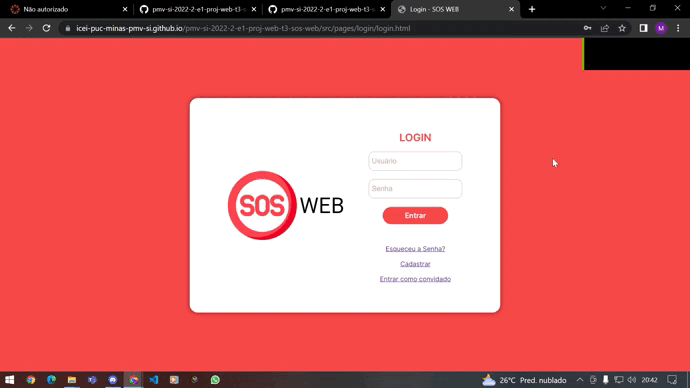 Não autorizado
pmv-si-2022-2-e1-proj-web-t3-s
pmv-si-2022-2-e1-proj-web-t3-s
Login - SOS WEB
icei-puc-minas-pmv-si.github.io/pmv-si-2022-2-e1-proj-web-t3-sos-web/src/pages/login/login.html
M
LOGIN
Usuário
Senha
SOS WEB
Entrar
Esqueceu a Senha?
Cadastrar
Entrar como convidado
26°C Pred. nublado
20:42